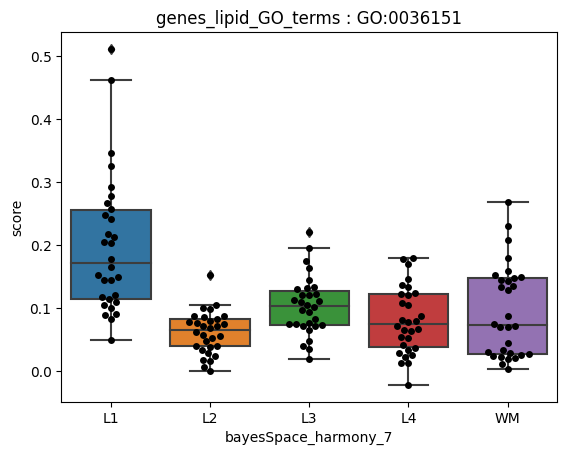 genes_lipid_GO_terms : GO:0036151
0.5
0.4
0.3
0.2
0.1
0.0
score
L1 L2 L3 L4 WM
bayesSpace_harmony_7